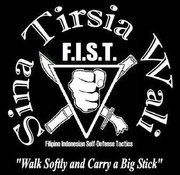 Sina Tirsia Wali
F.I.S.T.
Filipino Indonesian Self-Defense Tactics
"Walk Softly and Carry a Big Stick"